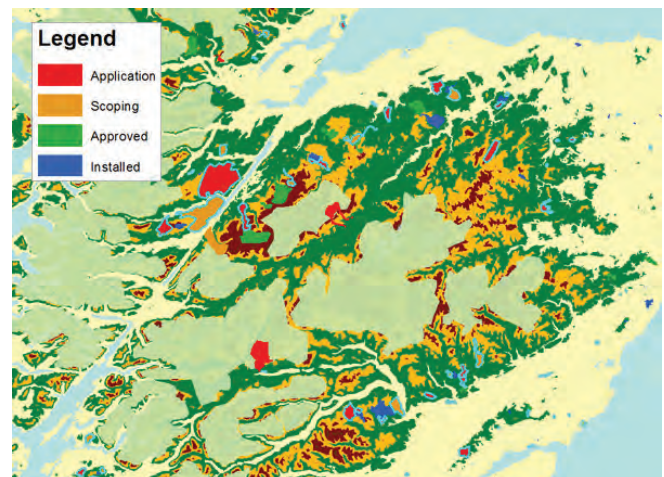 Legend
Application
Scoping
Approved
Installed